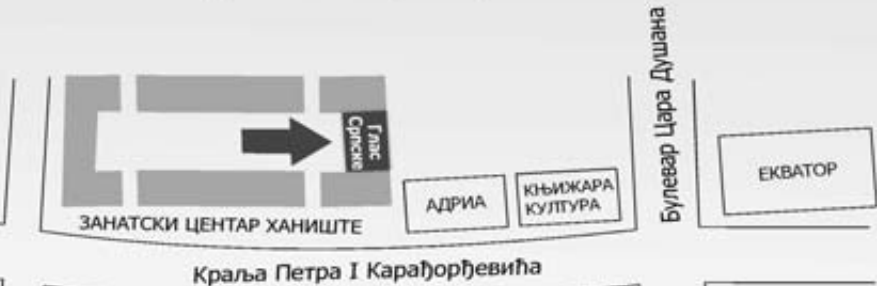 Булевар Цара Душана
Глас
Српске
АДРИА
КЊИЖАРА
КУЛТУРА
ЕКВАТОР
ЗАНАТСКИ ЦЕНТАР ХАНИШТЕ
Краља Петра I Карађорђевића